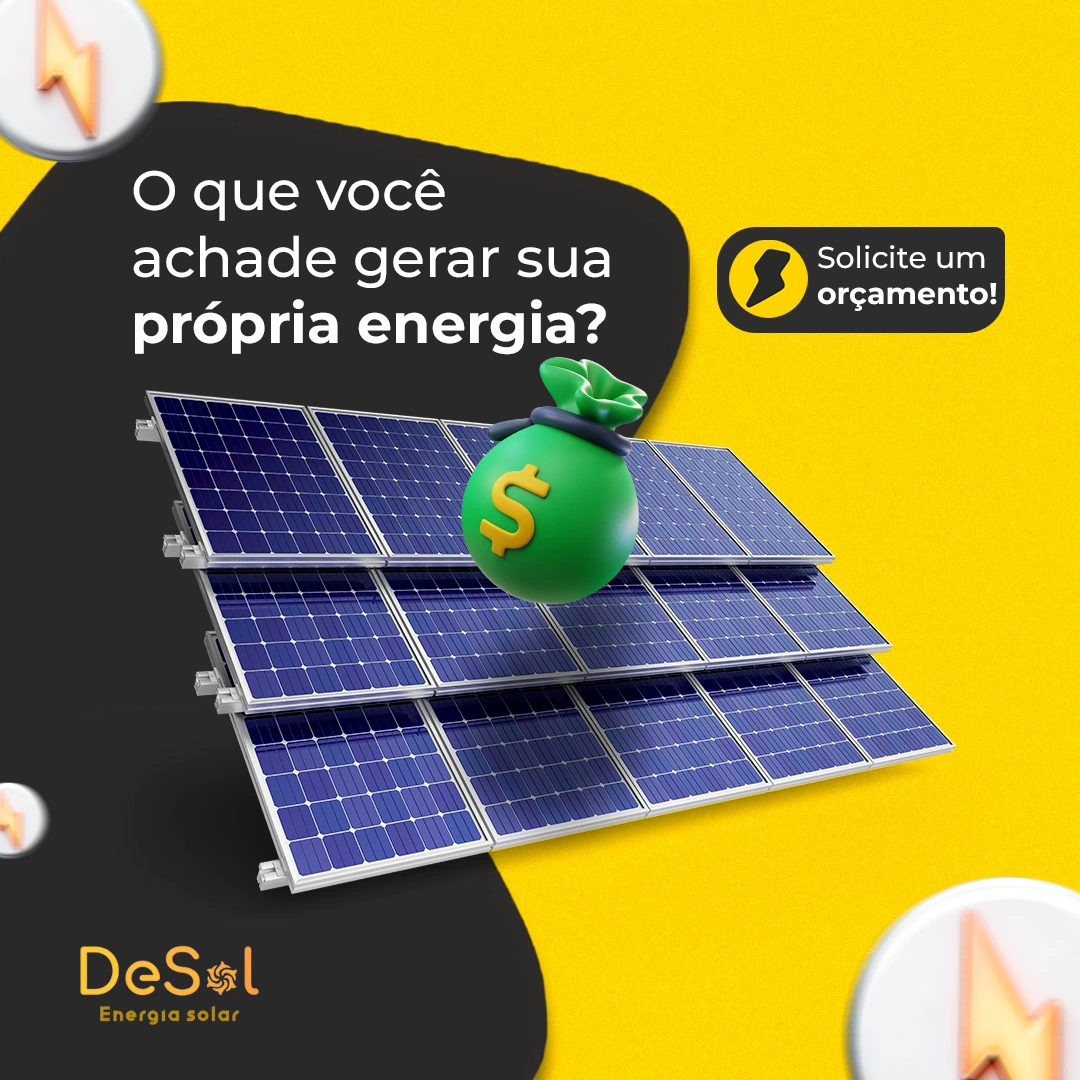 O que você
achade gerar sua
própria energia?
Solicite um
orçamento!
$
DeSol
Energia solar